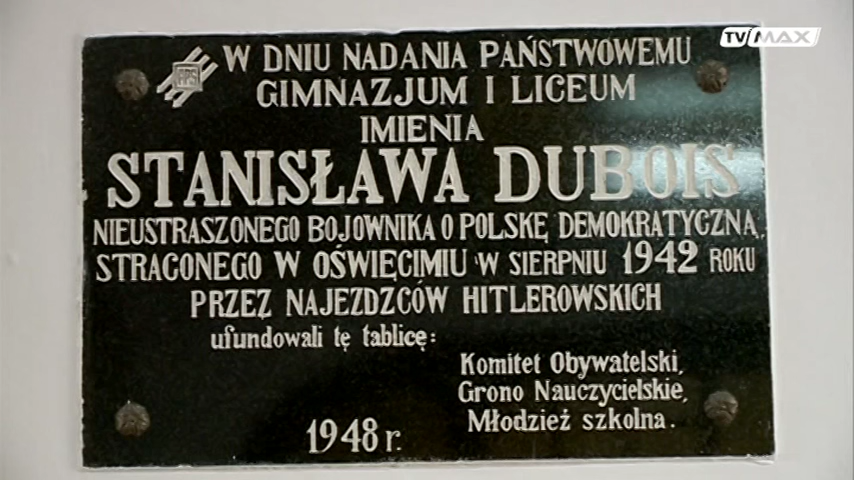 TV MAX
PPS
W DNIU NADANIA PAŃSTWOWEMU
GIMNAZJUM I LICEUM
IMIENIA
STANISŁAWA DUBOIS
NIEUSTRASZONEGO BOJOWNIKA O POLSKĘ DEMOKRATYCZNĄ
STRACONEGO W OŚWIĘCIMIU W SIERPNIU 1942 ROKU
PRZEZ NAJEZDZCÓW HITLEROWSKICH
ufundowali tę tablicę:
Komitet Obywatelski,
Grono Nauczycielskie,
Młodzież szkolna.
1948 r.